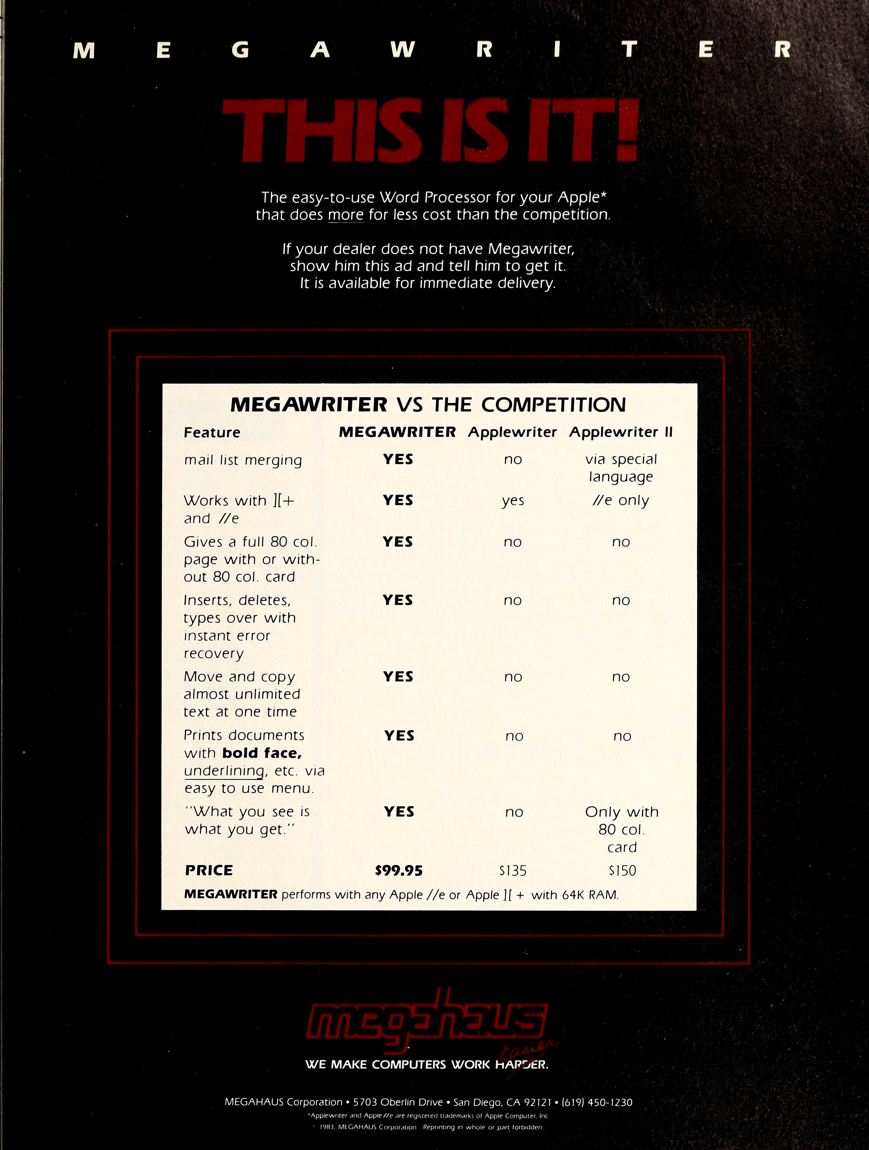 MEGAWRITER
THIS IS IT!
The easy-to-use Word Processor for your Apple*
that does more for less cost than the competition.
If your dealer does not have Megawriter,
show him this ad and tell him to get it.
It is available for immediate delivery.
MEGAWRITER VS THE COMPETITION
Feature MEGAWRITER Applewriter Applewriter II
mail list merging YES no via special
language
Works with ][+ YES yes //e only
and //e
Gives a full 80 col. YES no no
page with or with-
out 80 col. card
Inserts, deletes, YES no no
types over with
instant error
recovery
Move and copy YES no no
almost unlimited
text at one time
Prints documents YES no no
with bold face,
underlining, etc. via
easy to use menu.
"What you see is YES no Only with
what you get." 80 col.
card
PRICE $99.95 $135 $150
MEGAWRITER performs with any Apple //e or Apple ][ + with 64K RAM.
megahaus
Easier
WE MAKE COMPUTERS WORK HARDER.
MEGAHAUS Corporation • 5703 Oberlin Drive • San Diego, CA 92121 • (619) 450-1230
*Applewriter and Apple //e are registered trademarks of Apple Computer, Inc
1983, MEGAHAUS Corporation Reprinting in whole or part forbidden.